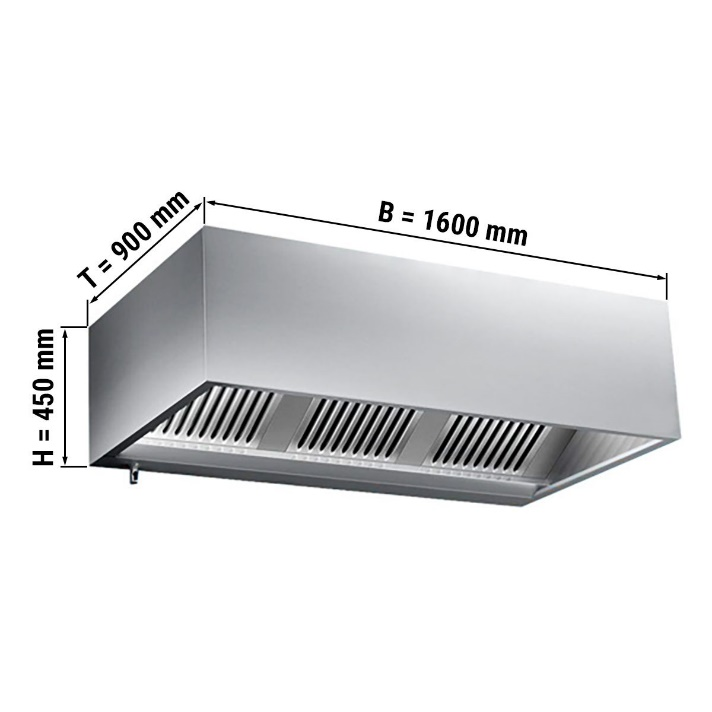 T = 900 mm
B = 1600 mm
H = 450 mm